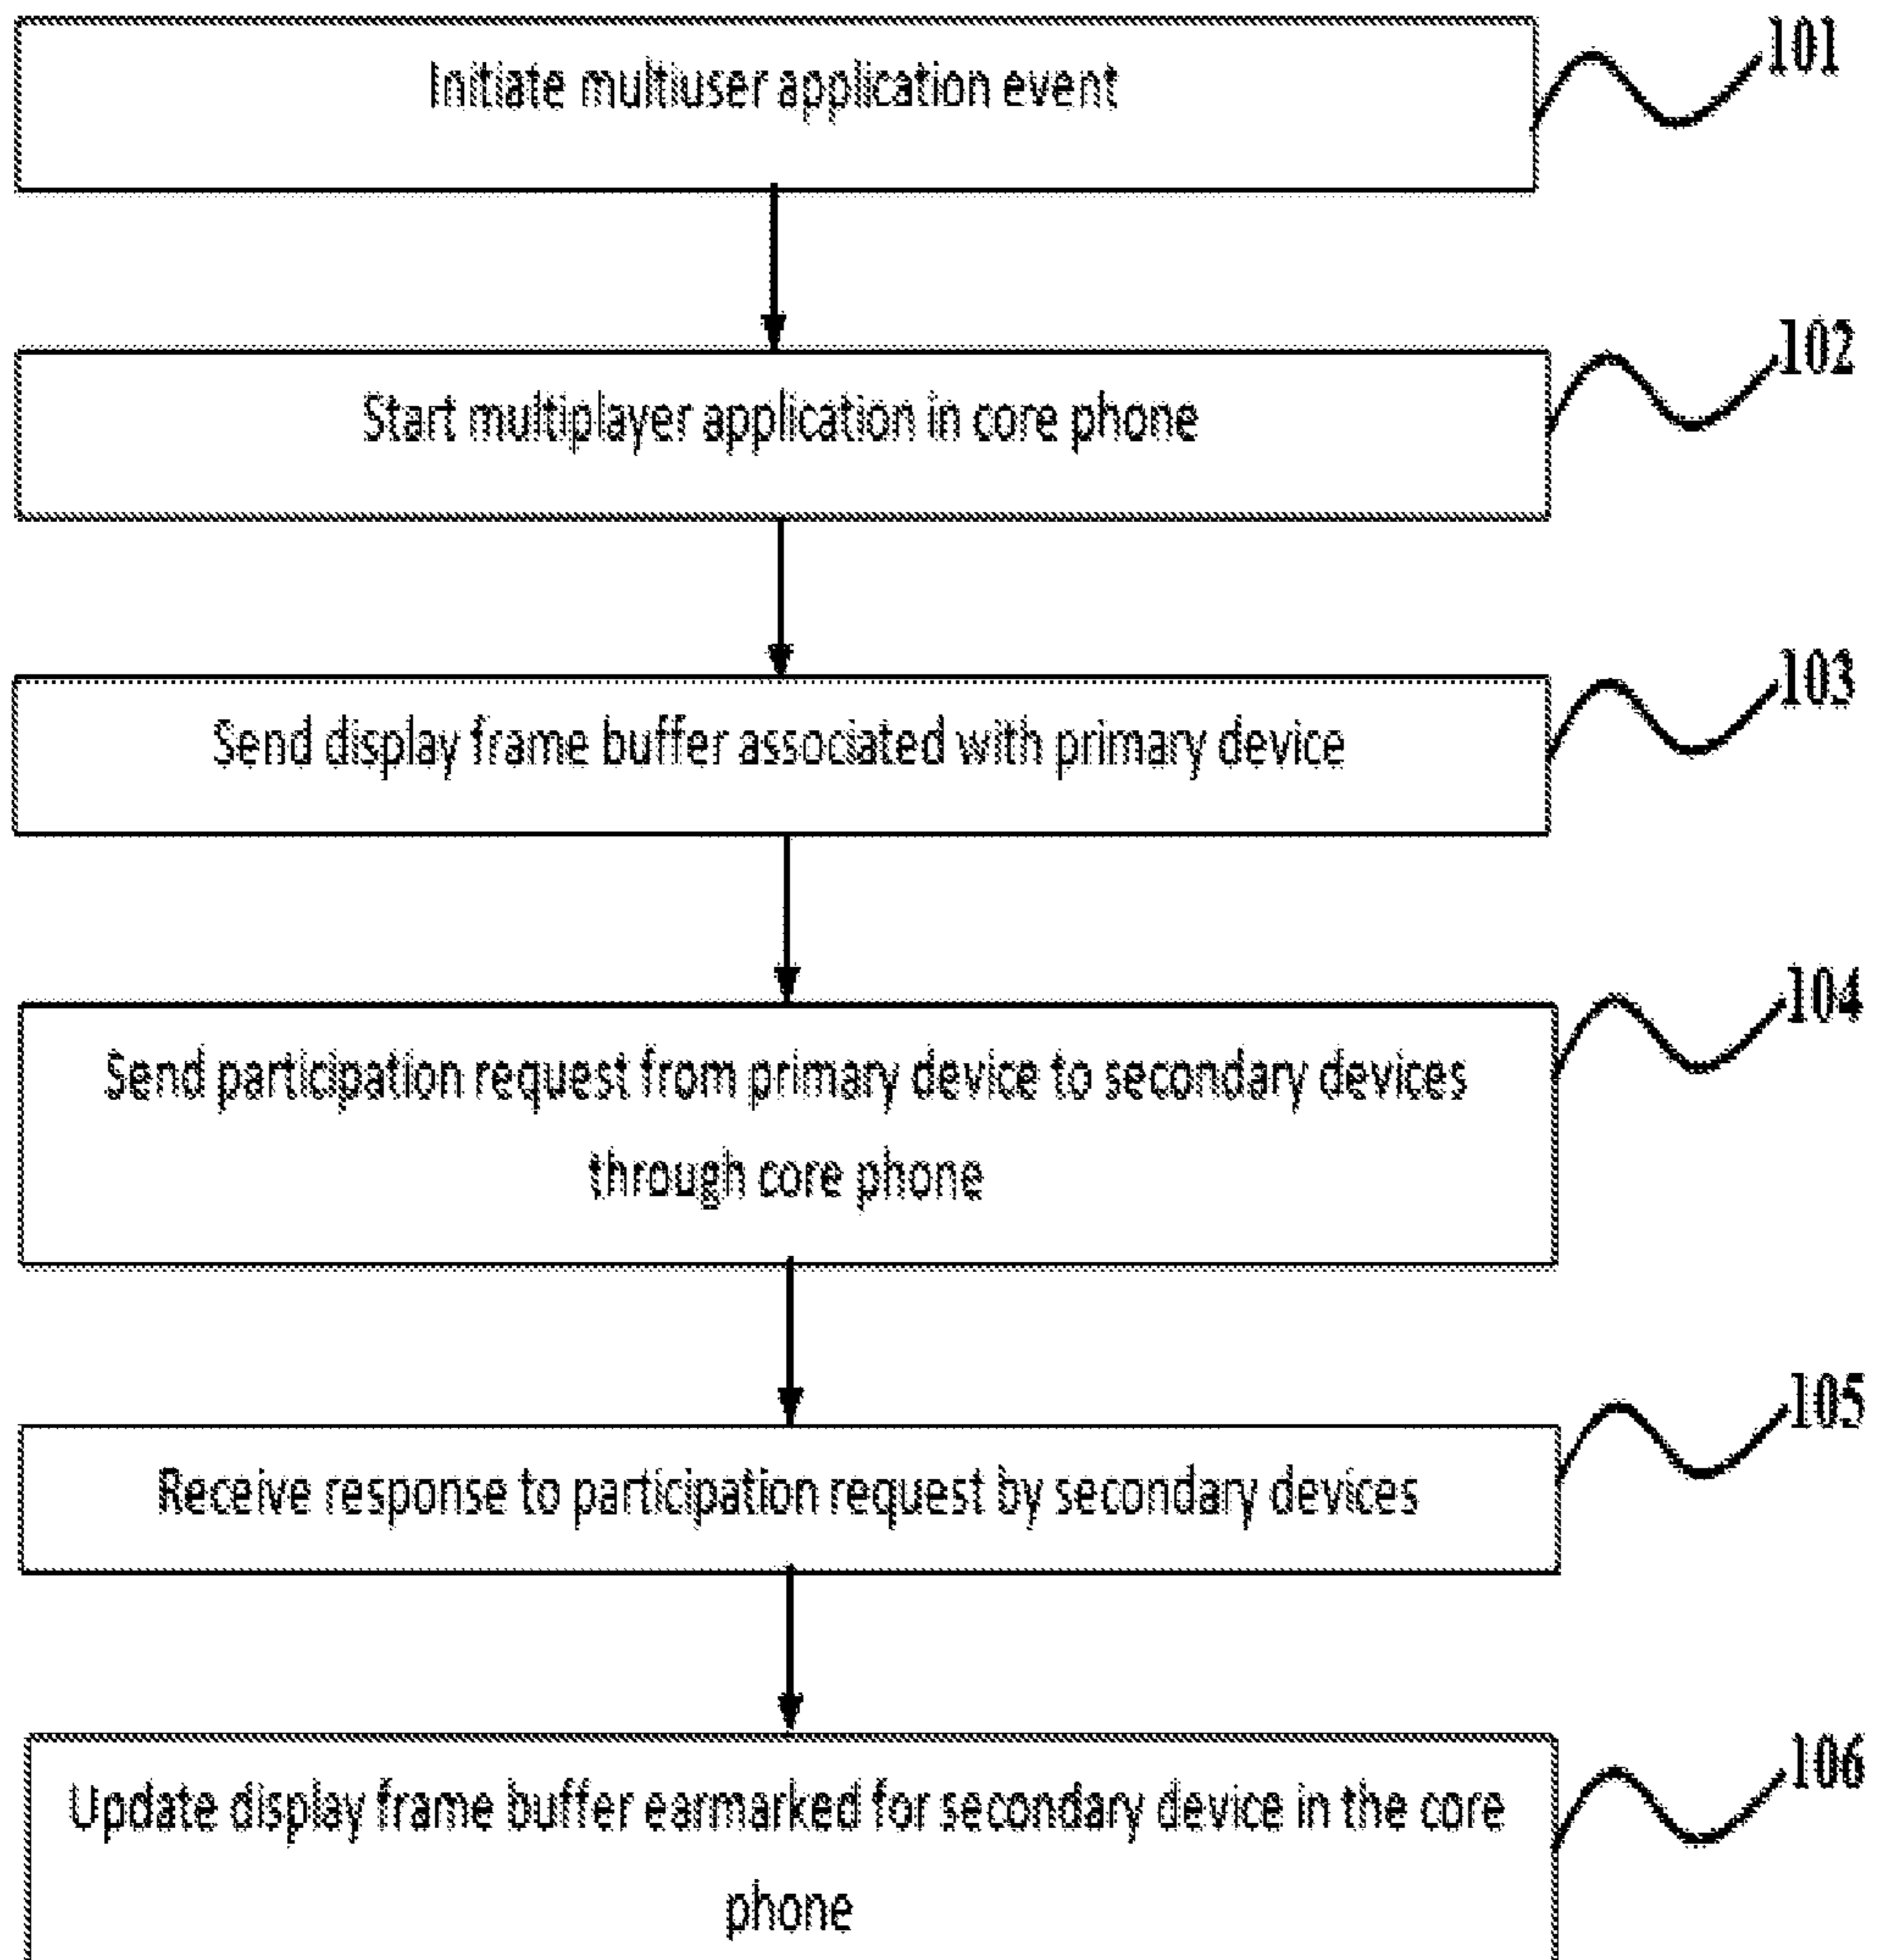 Initiate multiuser application event
101
Start multiplayer application in core phone
102
Send display frame buffer associated with primary device
103
Send participation request from primary device to secondary devices
through core phone
104
Receive response to participation request by secondary devices
105
Update display frame buffer earmarked for secondary device in the core
phone
106